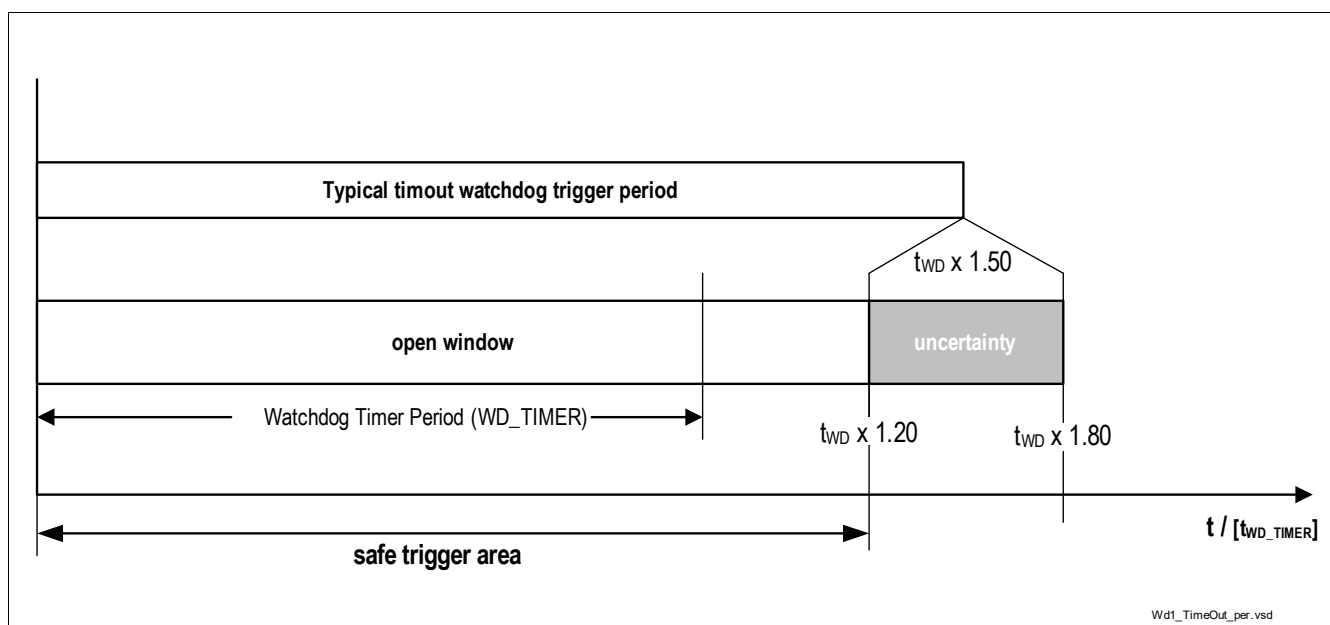 Typical timout watchdog trigger period
tWD x 1.50
open window
uncertainty
Watchdog Timer Period (WD_TIMER)
tWD x 1.20
tWD x 1.80
t / [tWD_TIMER]
safe trigger area
Wd1_TimeOut_per.vsd